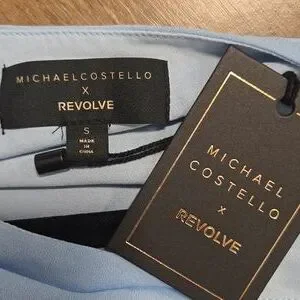 MICHAELCOSTELLO
X
REVOLVE
S
MADE
IN
CHINA
MICHAEL
COSTELLO
x
REVOLVE